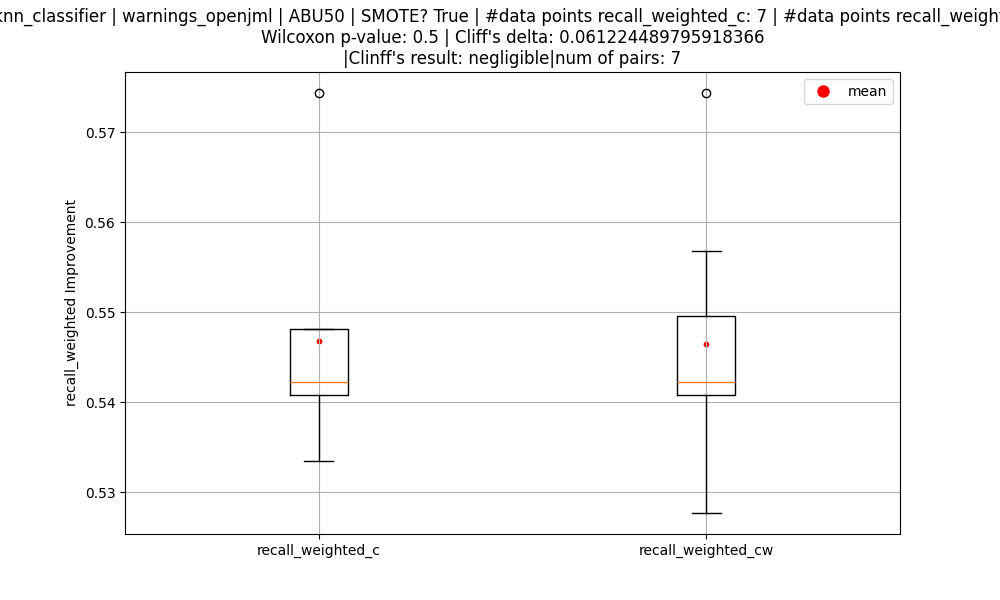 knn_classifier | warnings_openjml | ABU50 | SMOTE? True | #data points recall_weighted_c: 7 | #data points
Wilcoxon p-value: 0.5 | Cliff's delta: 0.061224489795918366
|Clinff's result: negligible|num of pairs: 7
mean
0.57
0.56
0.55
0.54
0.53
recall_weighted Improvement
recall_weighted_c
recall_weighted_cw